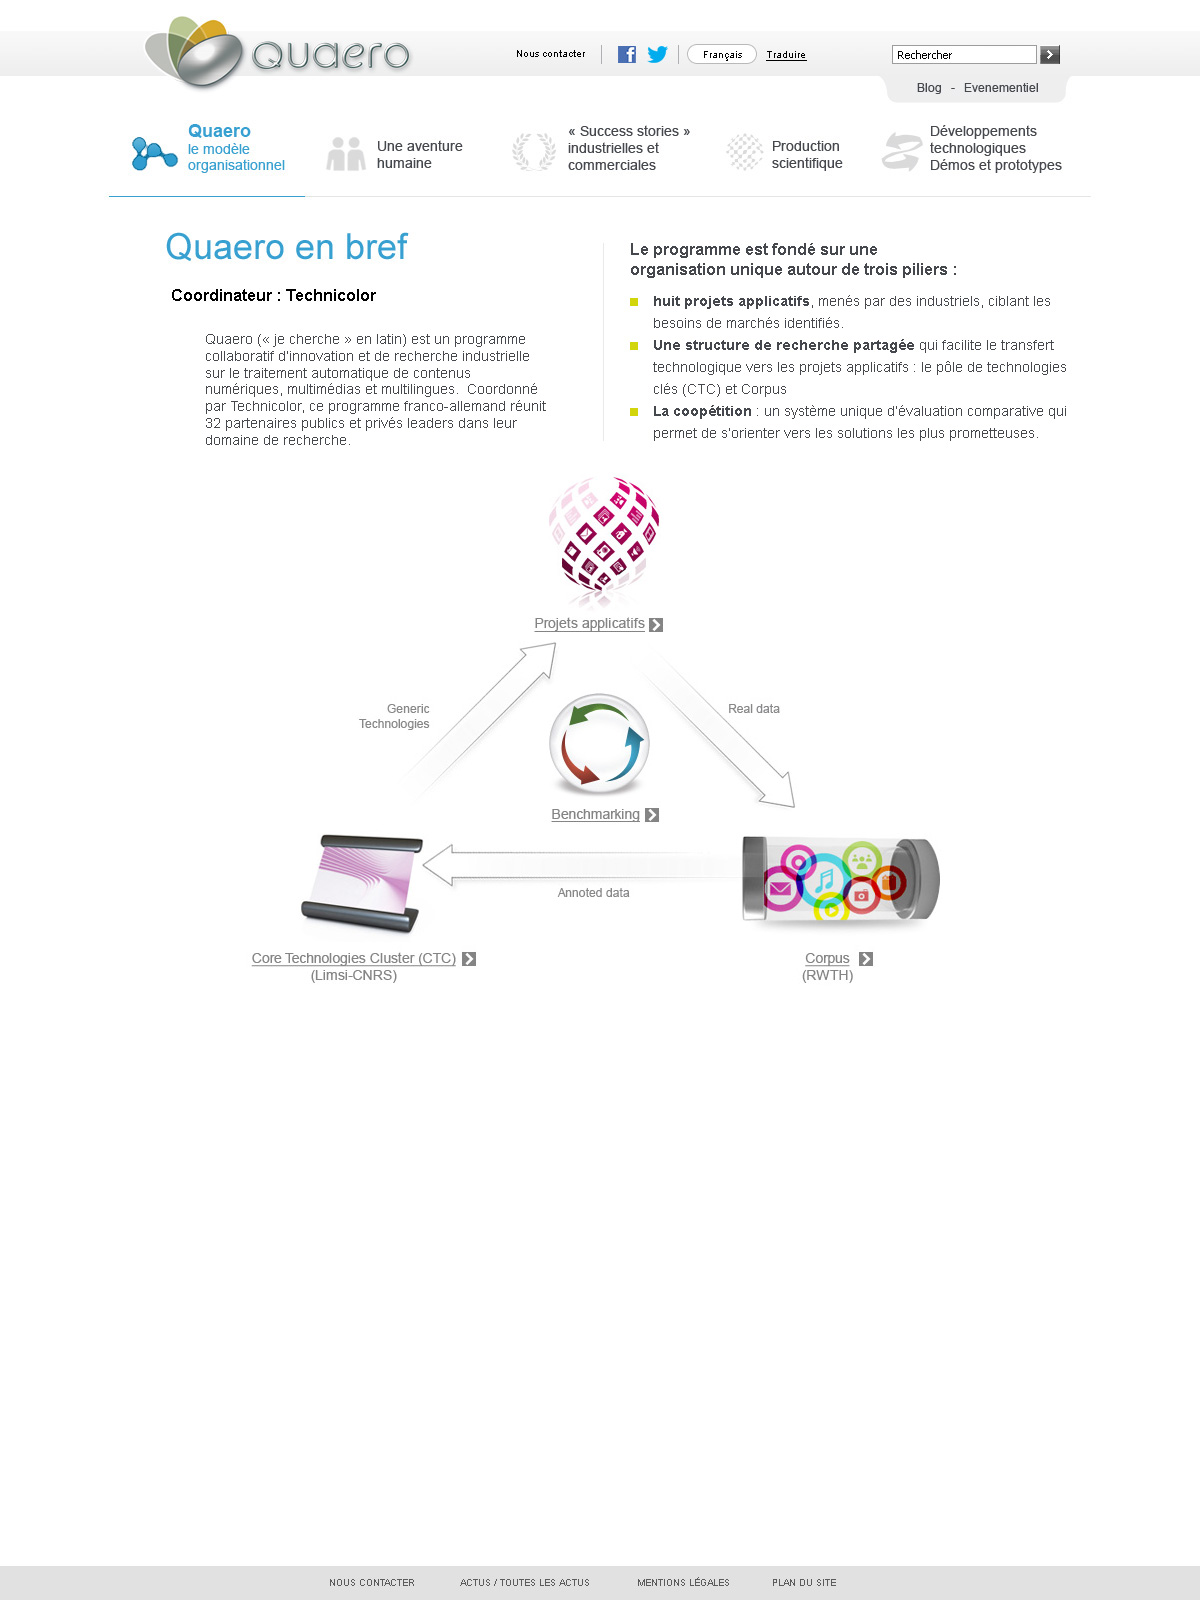 Quaero
Nous contacter
Français
Traduire
Rechercher
Blog - Evenementiel
Quaero
le modèle
organisationnel
Une aventure
humaine
« Success stories »
industrielles et
commerciales
Production
scientifique
Développements
technologiques
Démos et prototypes
Quaero en bref
Coordinateur : Technicolor
Quaero (« je cherche » en latin) est un programme
collaboratif d'innovation et de recherche industrielle
sur le traitement automatique de contenus
numériques, multimédias et multilingues. Coordonné
par Technicolor, ce programme franco-allemand réunit
32 partenaires publics et privés leaders dans leur
domaine de recherche.
Le programme est fondé sur une
organisation unique autour de trois piliers :
huit projets applicatifs, menés par des industriels, ciblant les
besoins de marchés identifiés.
Une structure de recherche partagée qui facilite le transfert
technologique vers les projets applicatifs : le pôle de technologies
clés (CTC) et Corpus
La coopétition : un système unique d'évaluation comparative qui
permet de s'orienter vers les solutions les plus prometteuses.
Projets applicatifs
Generic
Technologies
Real data
Benchmarking
Annoted data
Core Technologies Cluster (CTC)
(Limsi-CNRS)
Corpus
(RWTH)
NOUS CONTACTER
ACTUS / TOUTES LES ACTUS
MENTIONS LÉGALES
PLAN DU SITE